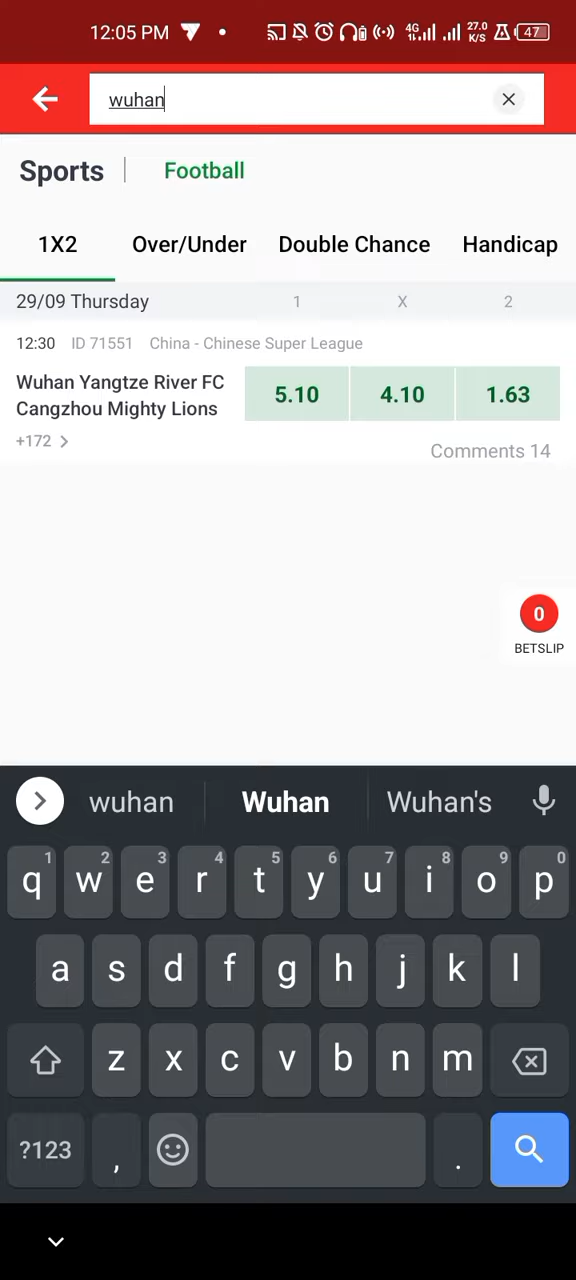 12:05 PM 4G 27.0 K/S 47
wuhan
Sports Football
1X2 Over/Under Double Chance Handicap
29/09 Thursday 1 X 2
12:30 ID 71551 China - Chinese Super League
Wuhan Yangtze River FC
Cangzhou Mighty Lions
5.10 4.10 1.63
+172
Comments 14
0
BETSLIP
wuhan Wuhan Wuhan's
1 2 3 4 5 6 7 8 9 0
q w e r t y u i o p
a s d f g h j k l
z x c v b n m
?123 , .